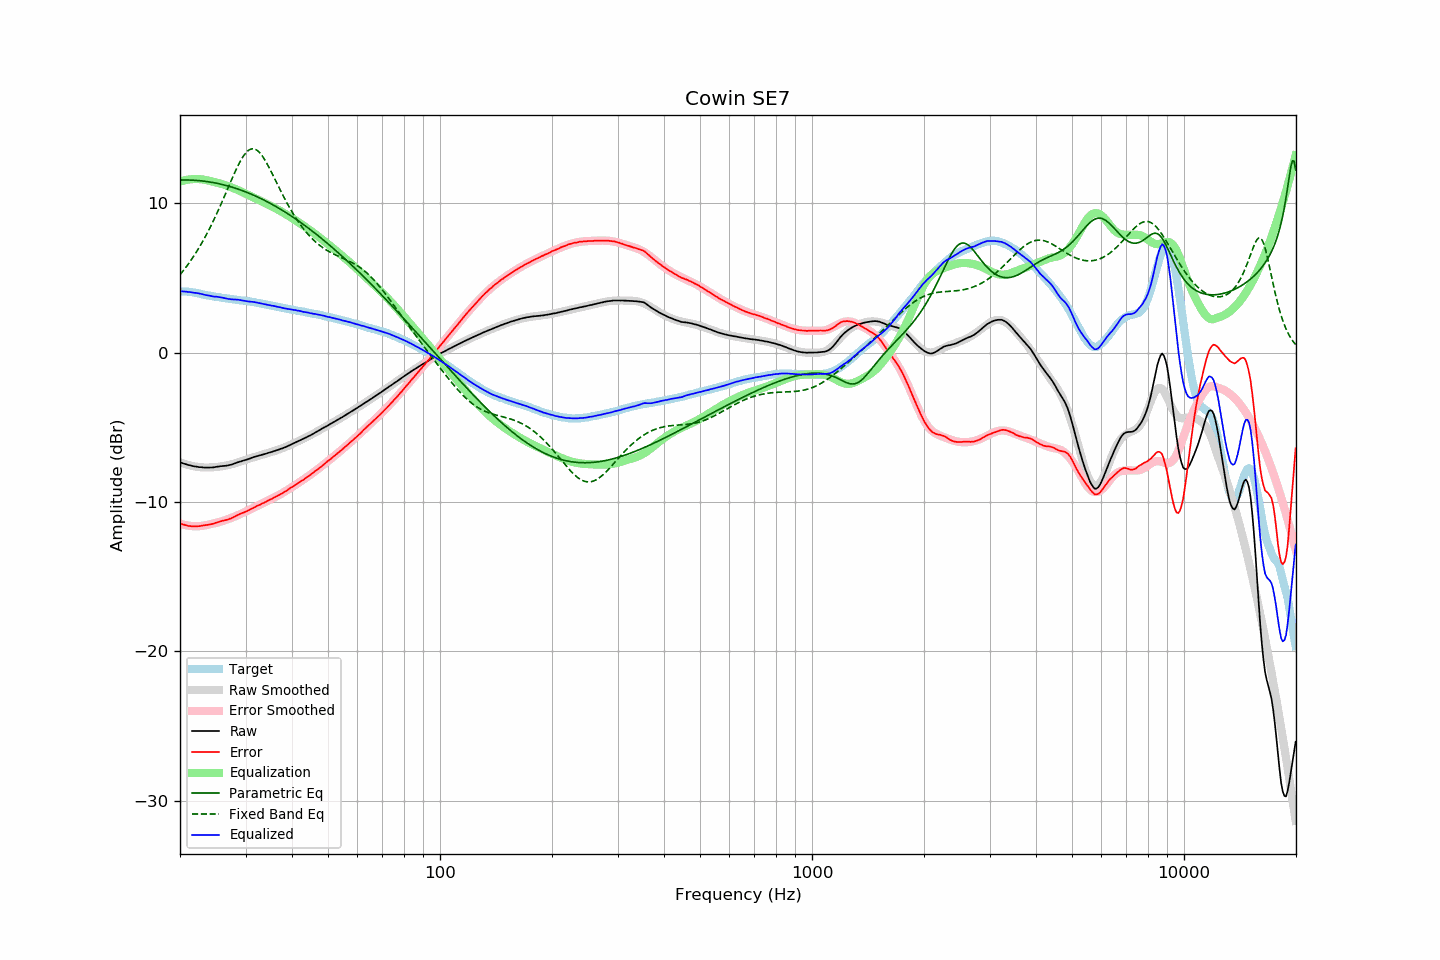 Cowin SE7
Amplitude (dBr)
10
0
−10
−20
−30
Target
Raw Smoothed
Error Smoothed
Raw
Error
Equalization
Parametric Eq
Fixed Band Eq
Equalized
100 1000 10000
Frequency (Hz)